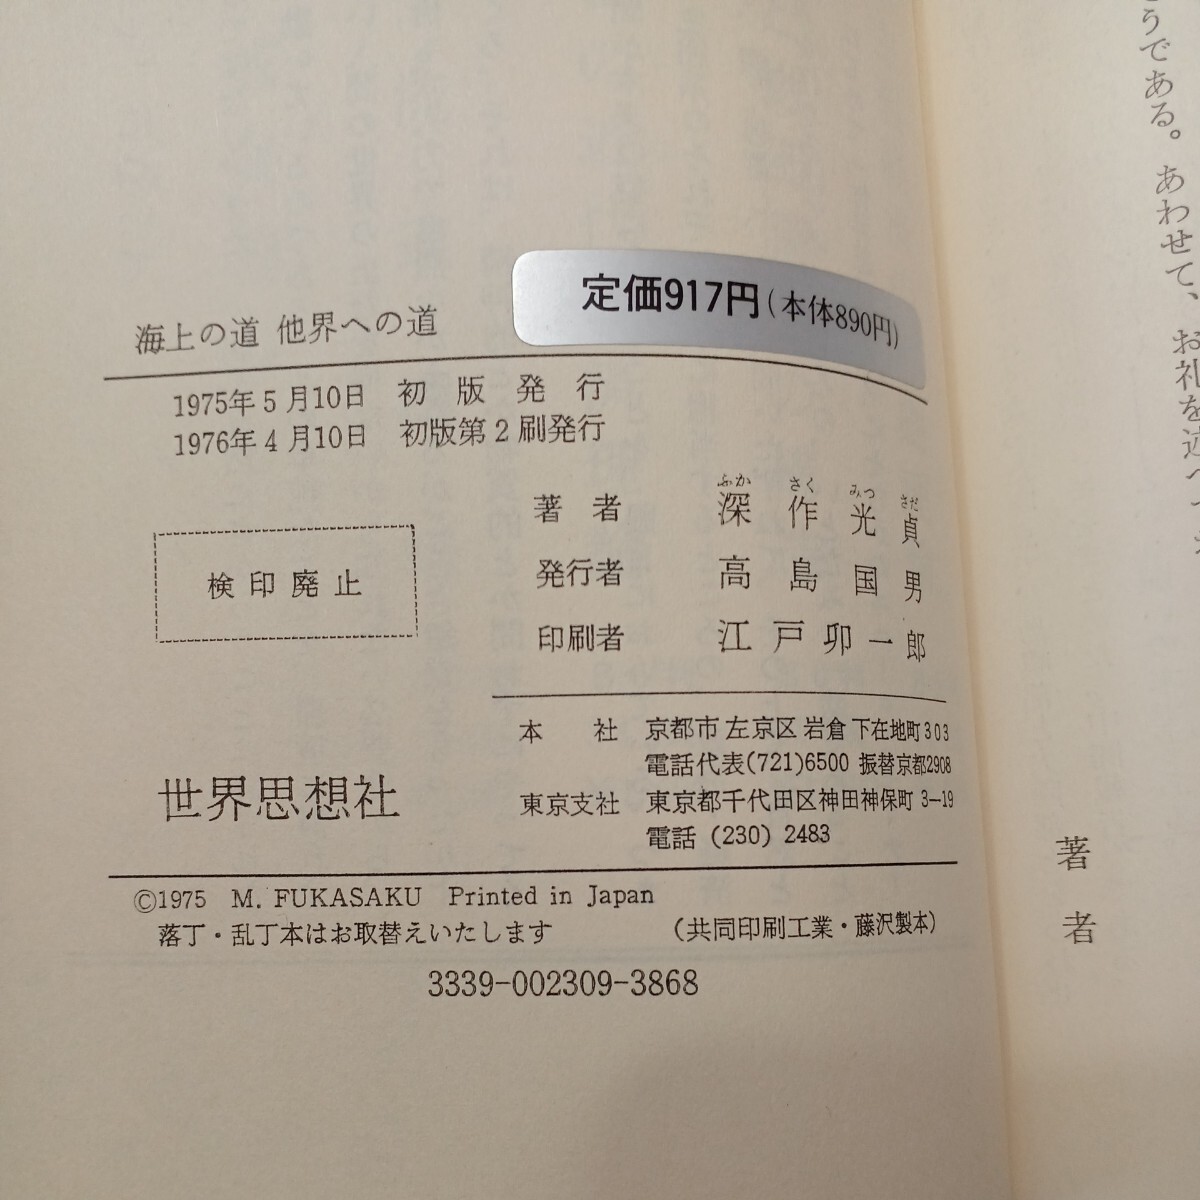 うである。あわせて、お礼を述べ
著者
定価917円(本体890円)
海上の道 他界への道
1975年5月10日 初版発行
1976年4月10日 初版第2刷発行
検印廃止
ふか さく みつ さだ
著者 深作光貞
発行者 高島国男
印刷者 江戸卯一郎
世界思想社
本社 京都市左京区岩倉下在地町303
電話代表(721)6500 振替京都2908
東京支社 東京都千代田区神田神保町3-19
電話 (230) 2483
©1975 M. FUKASAKU Printed in Japan
落丁・乱丁本はお取替えいたします (共同印刷工業・藤沢製本)
3339-002309-3868